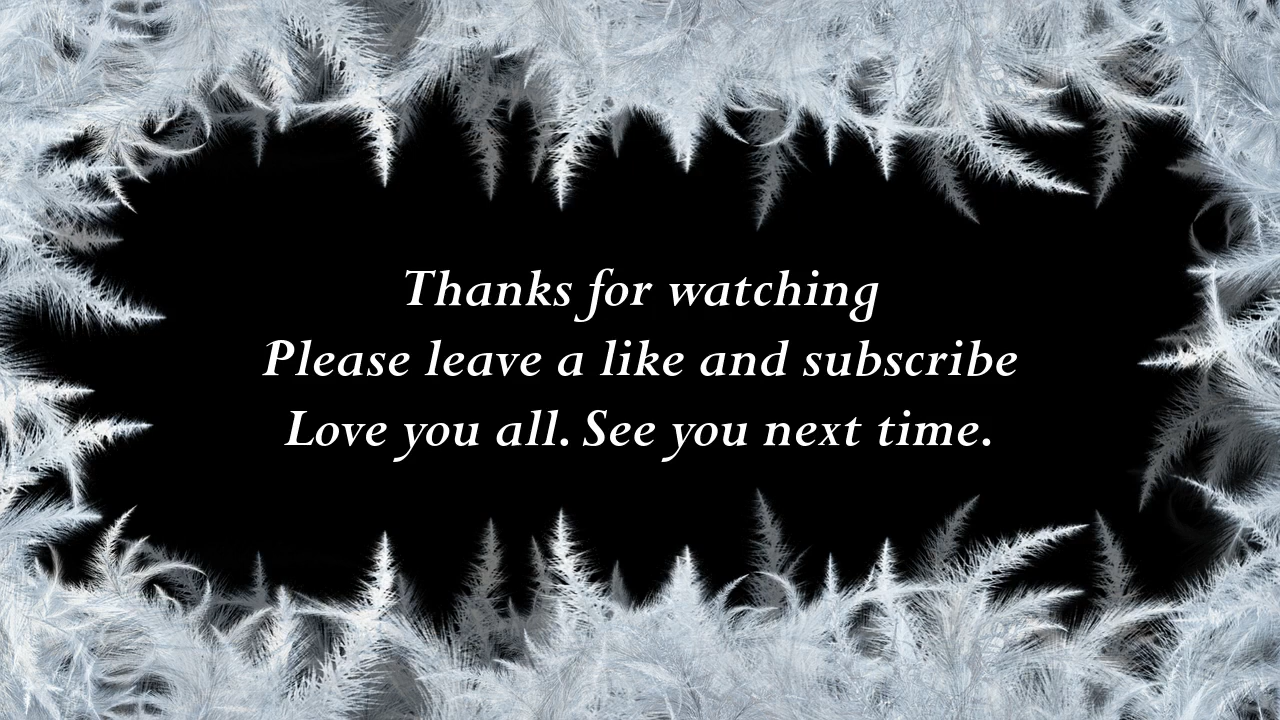 Thanks for watching
Please leave a like and subscribe
Love you all. See you next time.